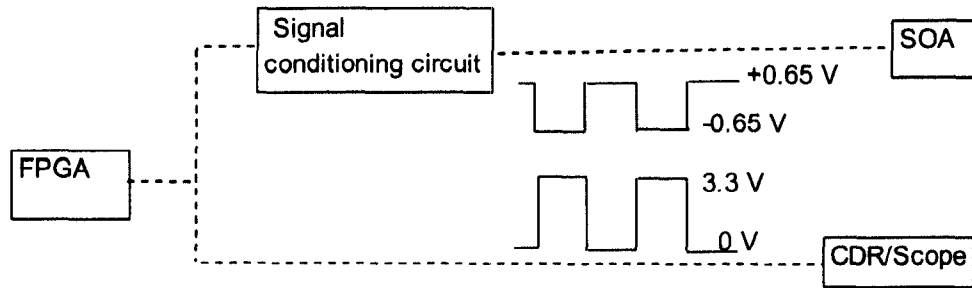 Signal
conditioning circuit
SOA
+0.65 V
-0.65 V
FPGA
3.3 V
0 V
CDR/Scope